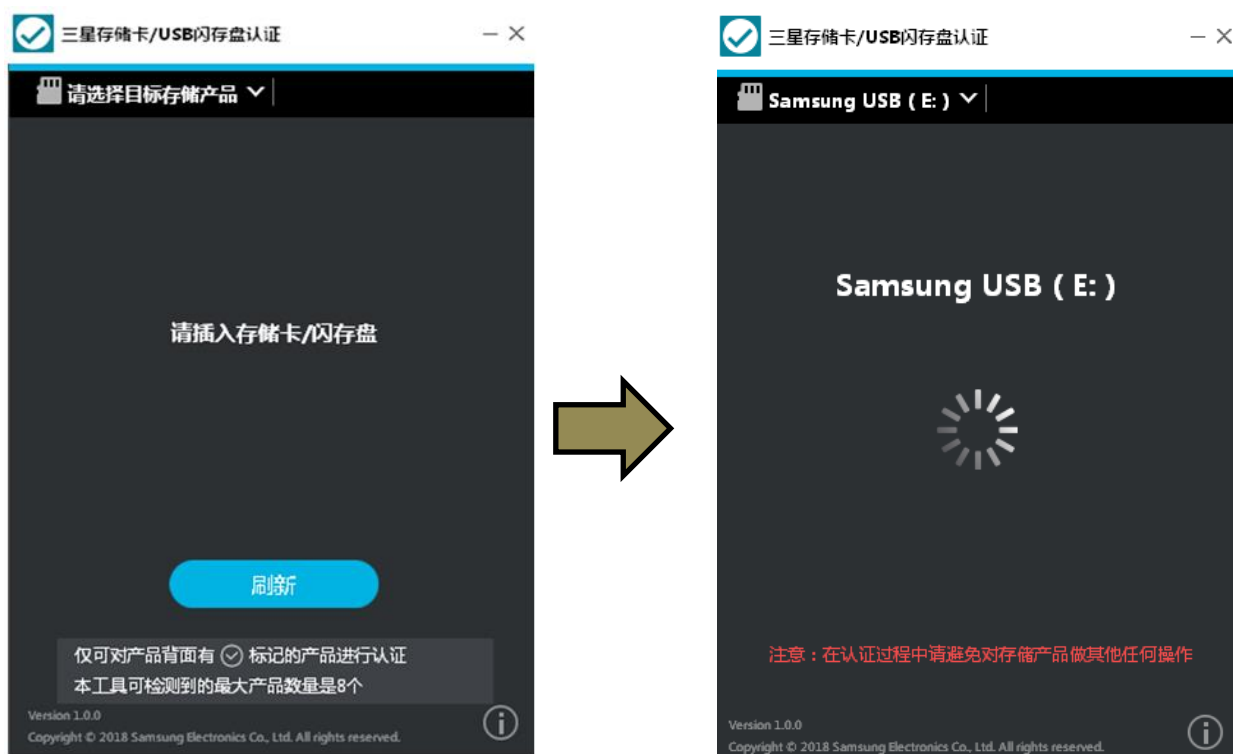 三星存储卡/USB闪存盘认证
请选择目标存储产品
请插入存储卡/闪存盘
刷新
仅可对产品背面有 标记的产品进行认证
本工具可检测到的最大产品数量是8个
Version 1.0.0
Copyright © 2018 Samsung Electronics Co., Ltd. All rights reserved.
三星存储卡/USB闪存盘认证
Samsung USB ( E: )
Samsung USB ( E: )
注意：在认证过程中请避免对存储产品做其他任何操作
Version 1.0.0
Copyright © 2018 Samsung Electronics Co., Ltd. All rights reserved.